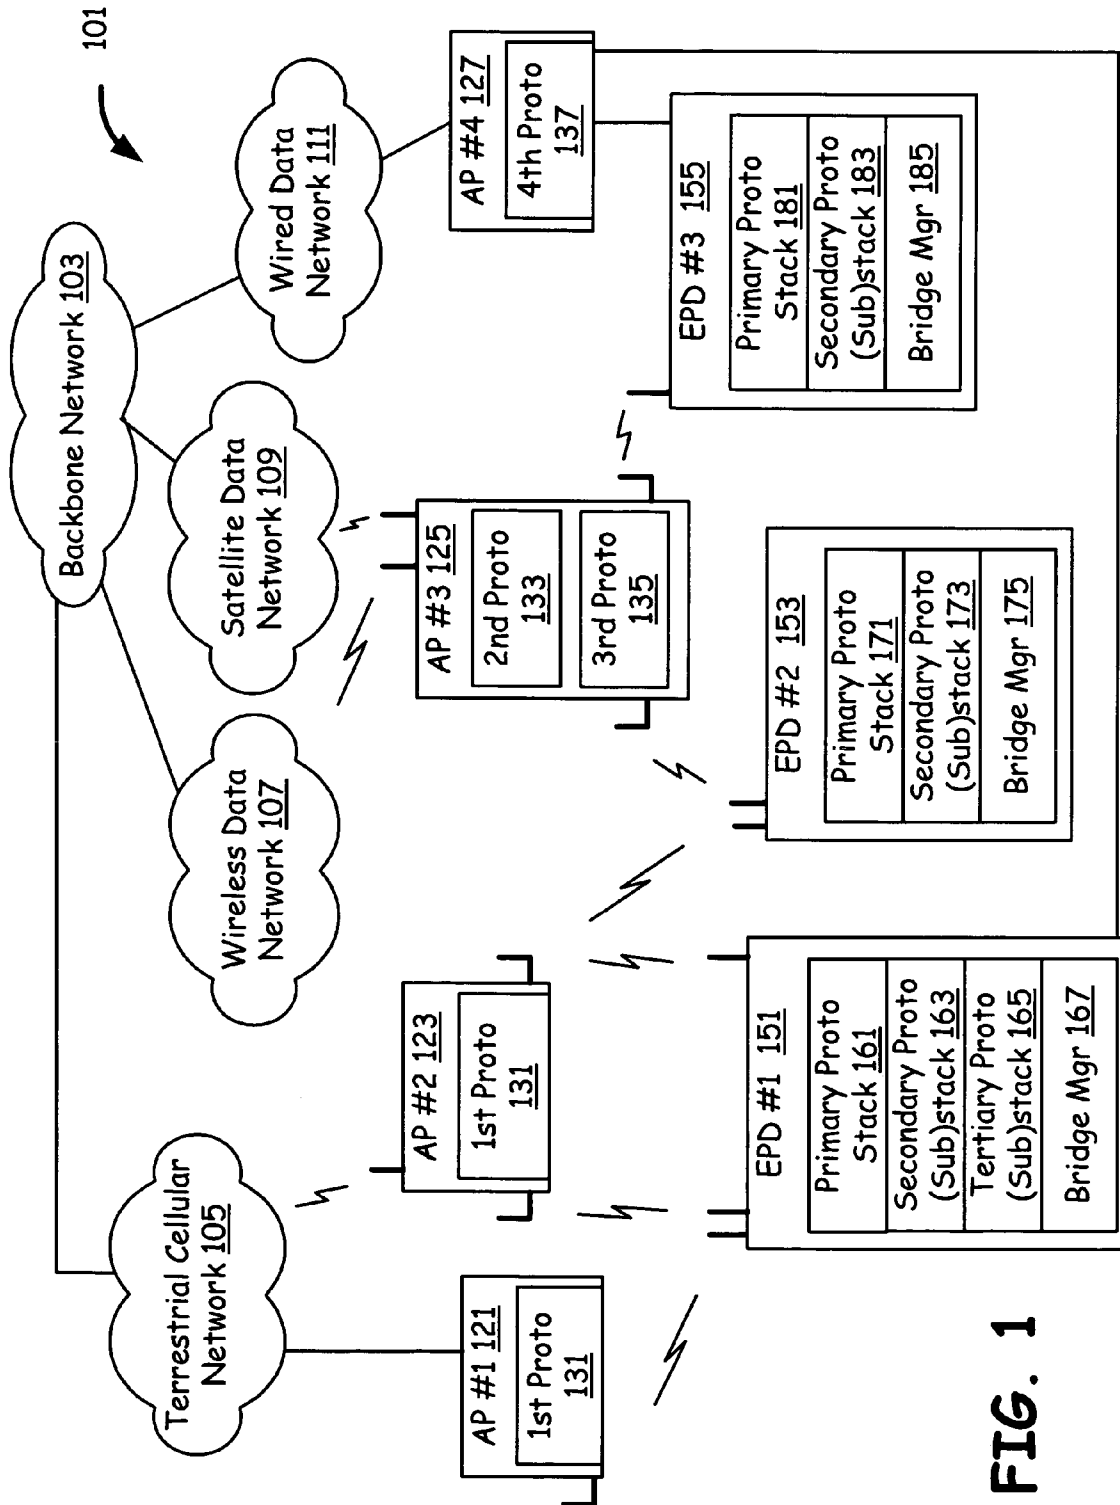 101
Backbone Network 103
Terrestrial Cellular
Network 105
Wireless Data
Network 107
Satellite Data
Network 109
Wired Data
Network 111
AP #1 121
1st Proto
131
AP #2 123
1st Proto
131
AP #3 125
2nd Proto
133
3rd Proto
135
AP #4 127
4th Proto
137
EPD #1 151
Primary Proto
Stack 161
Secondary Proto
(Sub)stack 163
Tertiary Proto
(Sub)stack 165
Bridge Mgr 167
EPD #2 153
Primary Proto
Stack 171
Secondary Proto
(Sub)stack 173
Bridge Mgr 175
EPD #3 155
Primary Proto
Stack 181
Secondary Proto
(Sub)stack 183
Bridge Mgr 185
FIG. 1